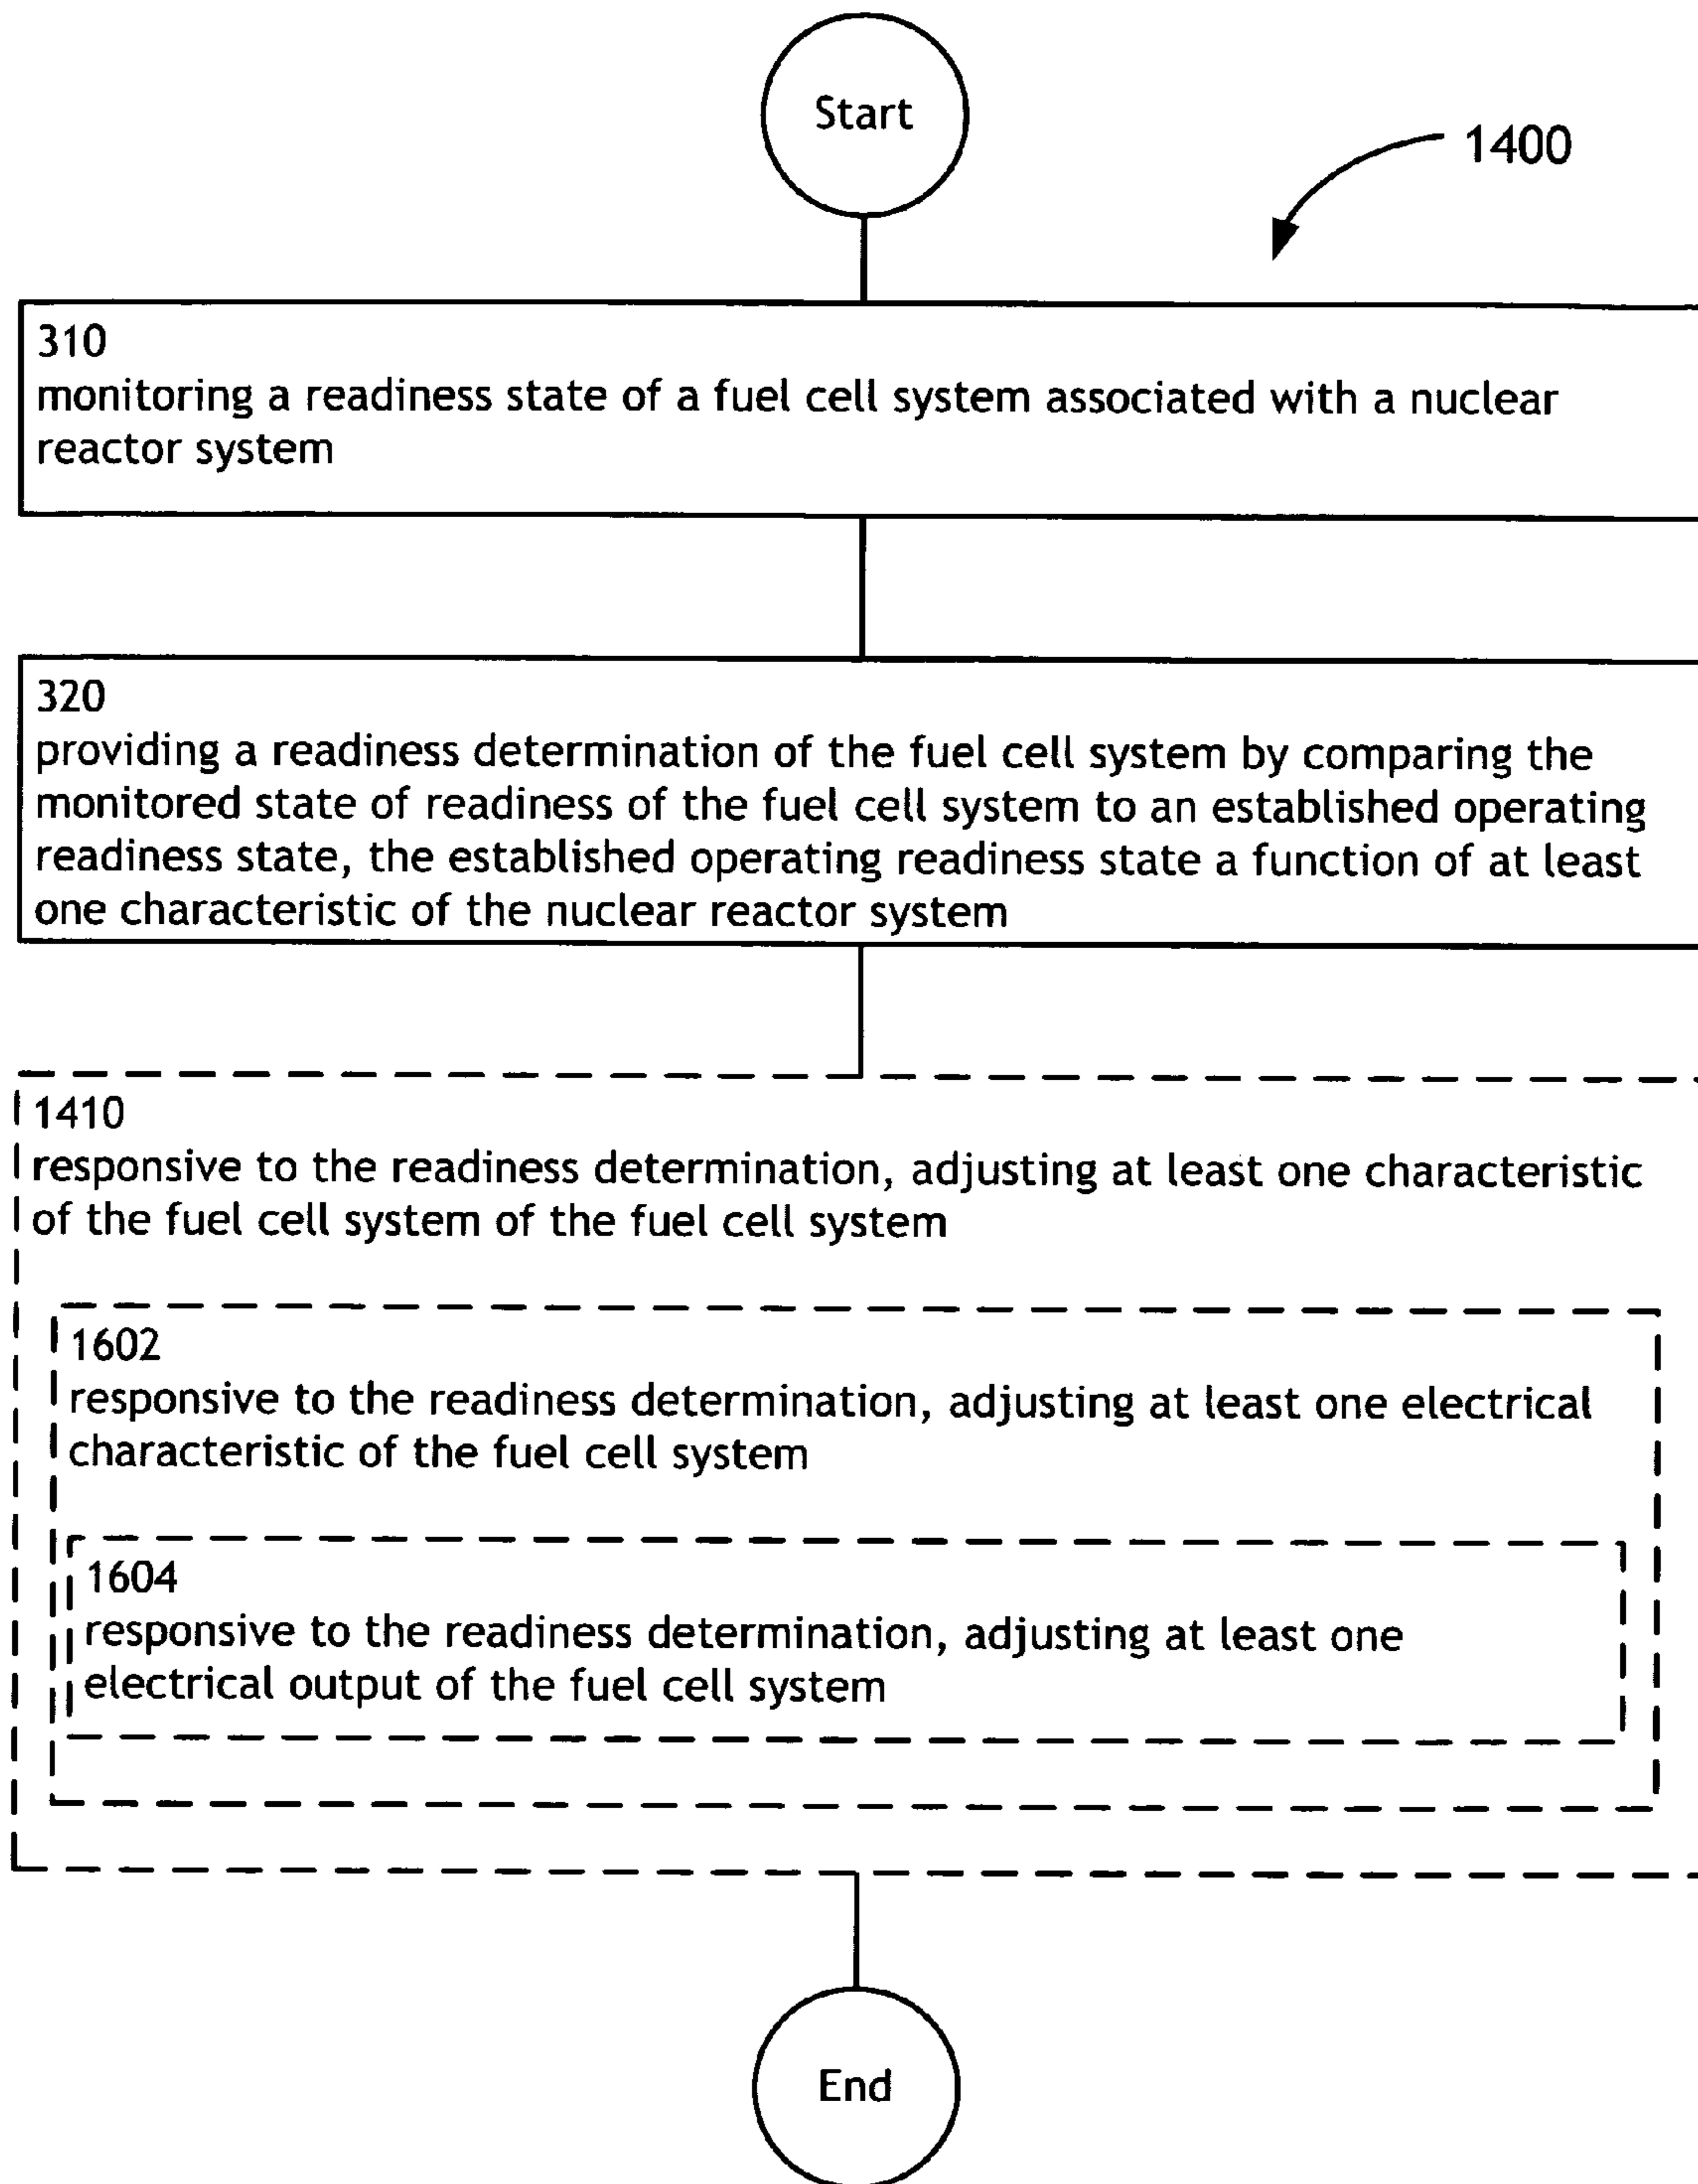 Start
1400
310
monitoring a readiness state of a fuel cell system associated with a nuclear
reactor system
320
providing a readiness determination of the fuel cell system by comparing the
monitored state of readiness of the fuel cell system to an established operating
readiness state, the established operating readiness state a function of at least
one characteristic of the nuclear reactor system
1410
responsive to the readiness determination, adjusting at least one characteristic
of the fuel cell system of the fuel cell system
1602
responsive to the readiness determination, adjusting at least one electrical
characteristic of the fuel cell system
1604
responsive to the readiness determination, adjusting at least one
electrical output of the fuel cell system
End